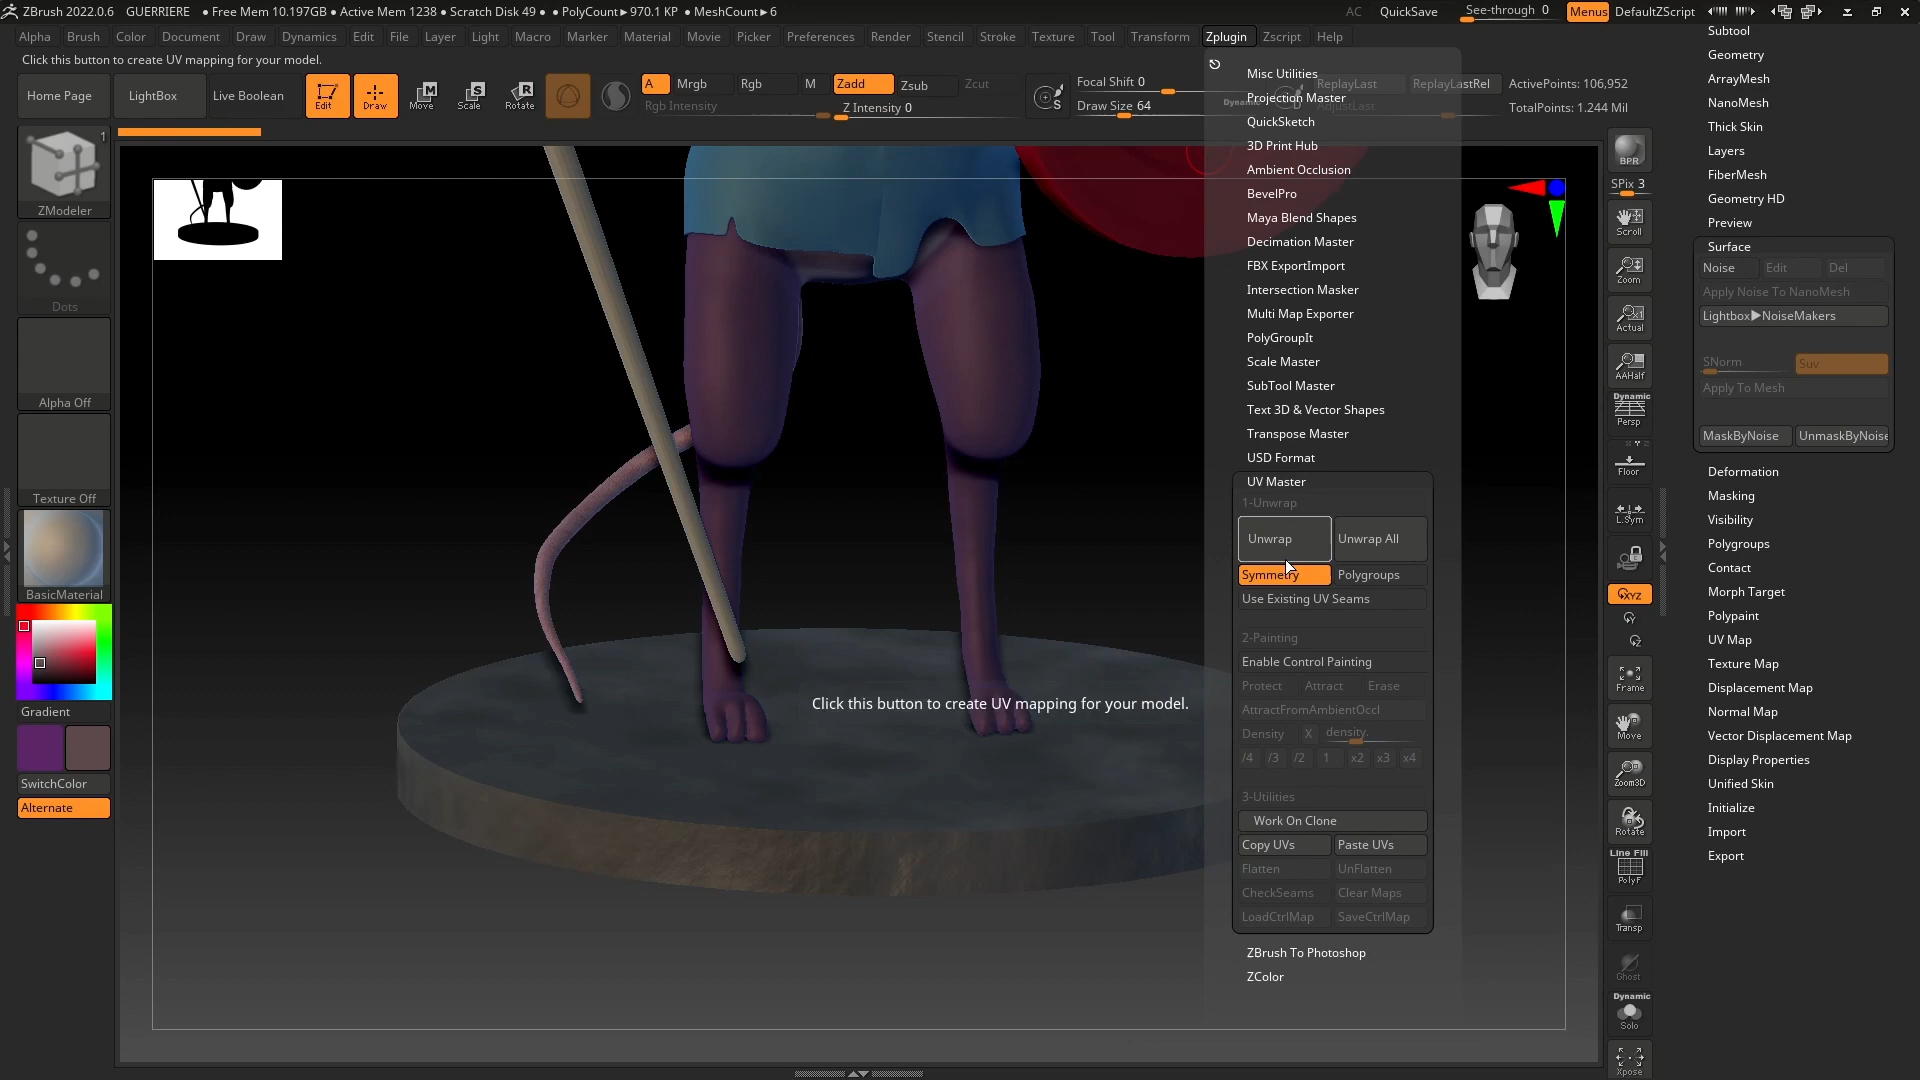 ZBrush 2022.0.6 GUERRIERE • Free Mem 10.197GB • Active Mem 1238 • Scratch Disk 49 • • PolyCount►970.1 KP • MeshCount►6 AC QuickSave See-through 0 Menus DefaultZScript
Alpha Brush Color Document Draw Dynamics Edit File Layer Light Macro Marker Material Movie Picker Preferences Render Stencil Stroke Texture Tool Transform Zplugin Zscript Help
Click this button to create UV mapping for your model.
Home Page LightBox Live Boolean Edit Draw Move Scale Rotate
M S R
A Mrgb Rgb M Zadd Zsub Zcut
Rgb Intensity Z Intensity 0
S Focal Shift 0
Draw Size 64 Dynamic
D
ReplayLast ReplayLastRel
AdjustLast
ActivePoints: 106,952
TotalPoints: 1.244 Mil
1
ZModeler
Dots
Alpha Off
Texture Off
BasicMaterial
Gradient
SwitchColor
Alternate
Click this button to create UV mapping for your model.
Misc Utilities
Projection Master
QuickSketch
3D Print Hub
Ambient Occlusion
BevelPro
Maya Blend Shapes
Decimation Master
FBX ExportImport
Intersection Masker
Multi Map Exporter
PolyGroupIt
Scale Master
SubTool Master
Text 3D & Vector Shapes
Transpose Master
USD Format
UV Master
1-Unwrap
Unwrap Unwrap All
Symmetry Polygroups
Use Existing UV Seams
2-Painting
Enable Control Painting
Protect Attract Erase
AttractFromAmbientOccl
Density X density.
/4 /3 /2 1 x2 x3 x4
3-Utilities
Work On Clone
Copy UVs Paste UVs
Flatten UnFlatten
CheckSeams Clear Maps
LoadCtrlMap SaveCtrlMap
ZBrush To Photoshop
ZColor
BPR
SPix 3
Scroll
Zoom
Actual
AAHalf
Dynamic
Persp
Floor
L.Sym
XYZ
Frame
Move
Zoom3D
Rotate
Line Fill
PolyF
Transp
Ghost
Dynamic
Solo
Xpose
Subtool
Geometry
ArrayMesh
NanoMesh
Thick Skin
Layers
FiberMesh
Geometry HD
Preview
Surface
Noise Edit Del
Apply Noise To NanoMesh
Lightbox►NoiseMakers
SNorm Suv
Apply To Mesh
MaskByNoise UnmaskByNoise
Deformation
Masking
Visibility
Polygroups
Contact
Morph Target
Polypaint
UV Map
Texture Map
Displacement Map
Normal Map
Vector Displacement Map
Display Properties
Unified Skin
Initialize
Import
Export